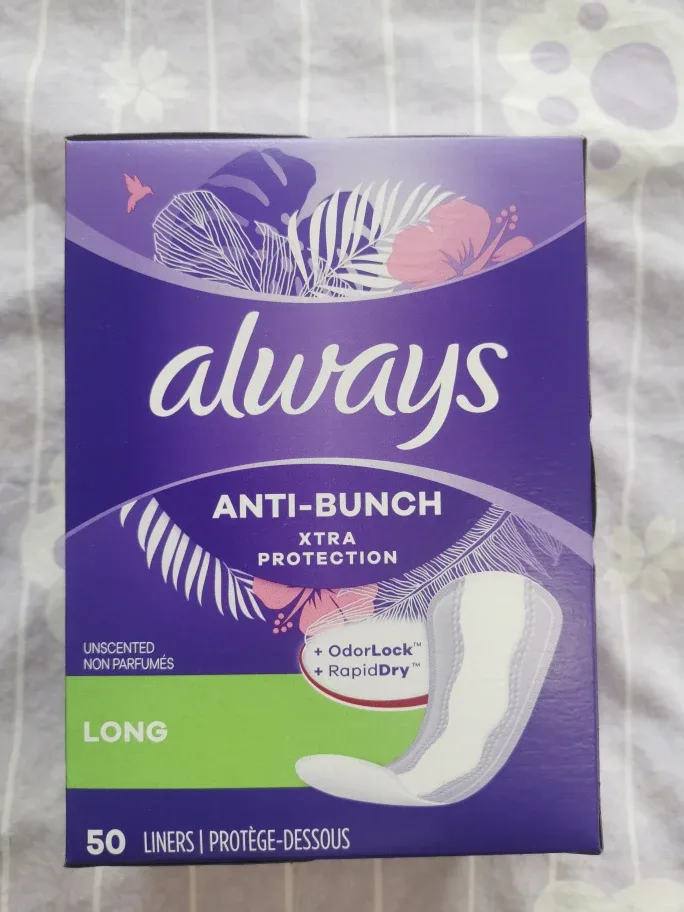 always
ANTI-BUNCH
XTRA
PROTECTION
UNSCENTED
NON PARFUMÉS
+ OdorLock™
+ RapidDry™
LONG
50 LINERS | PROTÈGE-DESSOUS